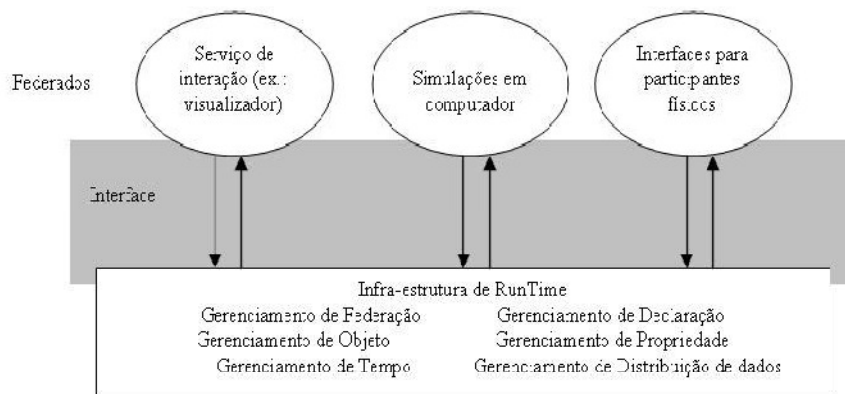 Federados
Serviço de
interação (ex.:
visualizador)
Simulações em
computador
Interfaces para
participantes
físicos
Interface
Infra-estrutura de RunTime
Gerenciamento de Federação
Gerenciamento de Declaração
Gerenciamento de Objeto
Gerenciamento de Propriedade
Gerenciamento de Tempo
Gerenciamento de Distribuição de dados